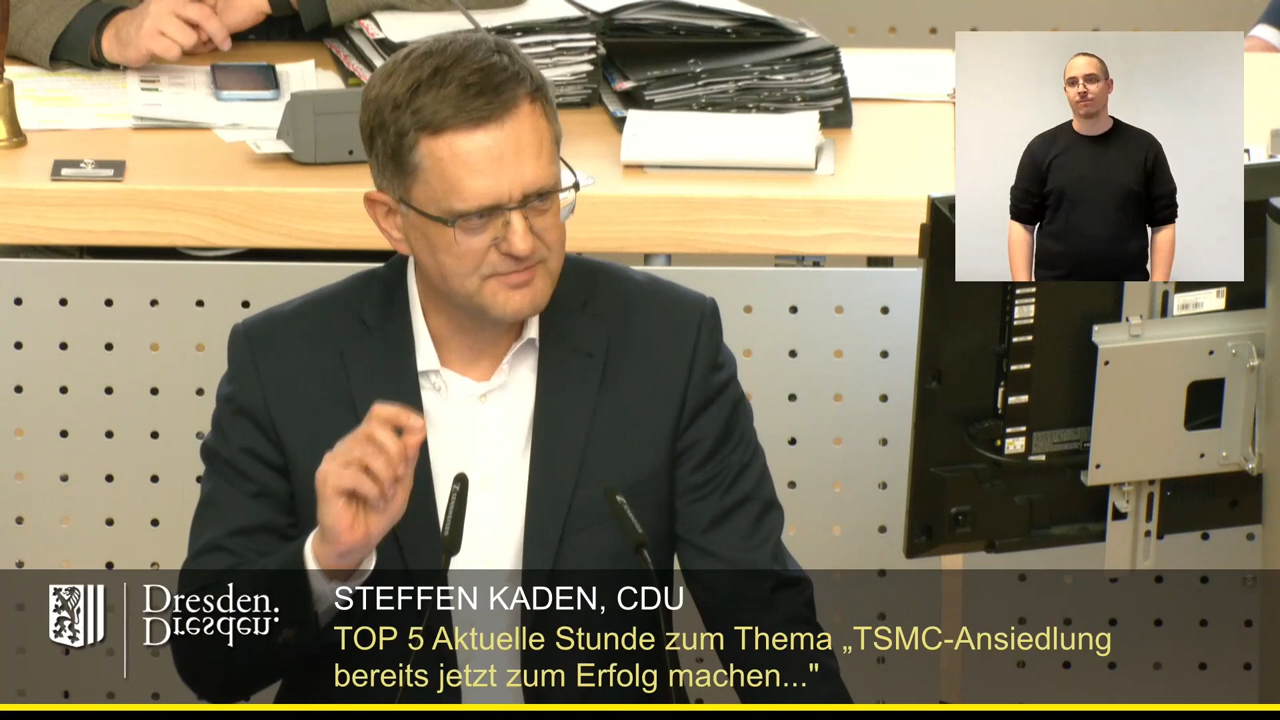 Dresden.
Dresden.
STEFFEN KADEN, CDU
TOP 5 Aktuelle Stunde zum Thema „TSMC-Ansiedlung
bereits jetzt zum Erfolg machen..."